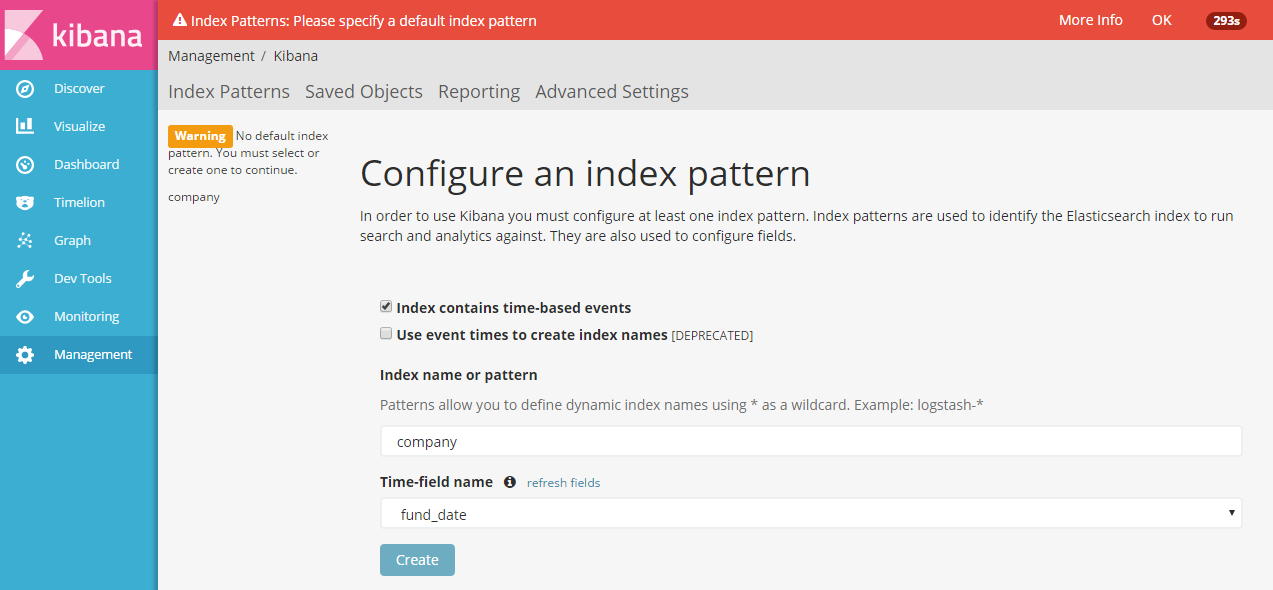 kibana
Index Patterns: Please specify a default index pattern
More Info
OK
293s
Discover
Visualize
Dashboard
Timelion
Graph
Dev Tools
Monitoring
Management
Management / Kibana
Index Patterns Saved Objects Reporting Advanced Settings
Warning No default index
pattern. You must select or
create one to continue.
company
Configure an index pattern
In order to use Kibana you must configure at least one index pattern. Index patterns are used to identify the Elasticsearch index to run
search and analytics against. They are also used to configure fields.
Index contains time-based events
Use event times to create index names [DEPRECATED]
Index name or pattern
Patterns allow you to define dynamic index names using * as a wildcard. Example: logstash-*
company
Time-field name refresh fields
fund_date
Create